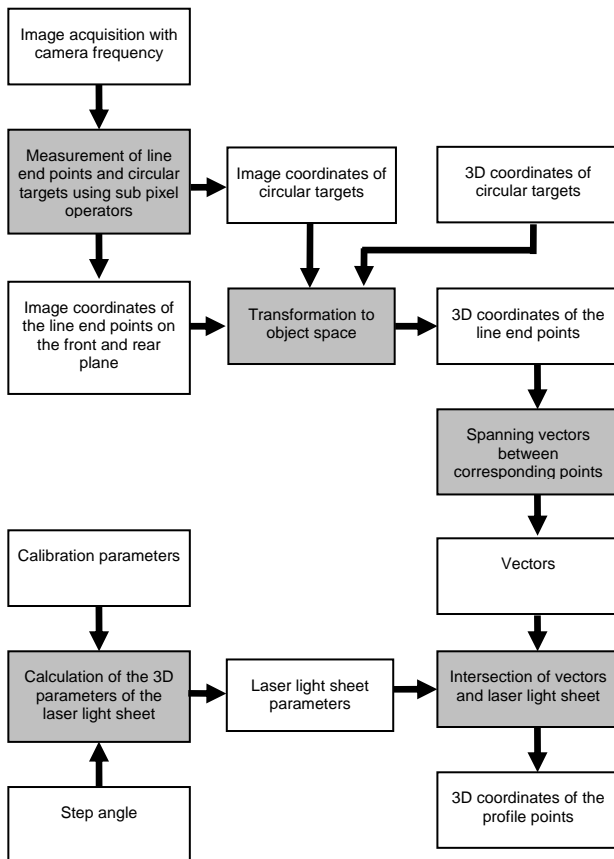 Image acquisition with
camera frequency
Measurement of line
end points and circular
targets using sub pixel
operators
Image coordinates of
circular targets
3D coordinates of
circular targets
Image coordinates of
the line end points on
the front and rear
plane
Transformation to
object space
3D coordinates of the
line end points
Spanning vectors
between
corresponding points
Calibration parameters
Vectors
Calculation of the 3D
parameters of the
laser light sheet
Laser light sheet
parameters
Intersection of vectors
and laser light sheet
Step angle
3D coordinates of the
profile points